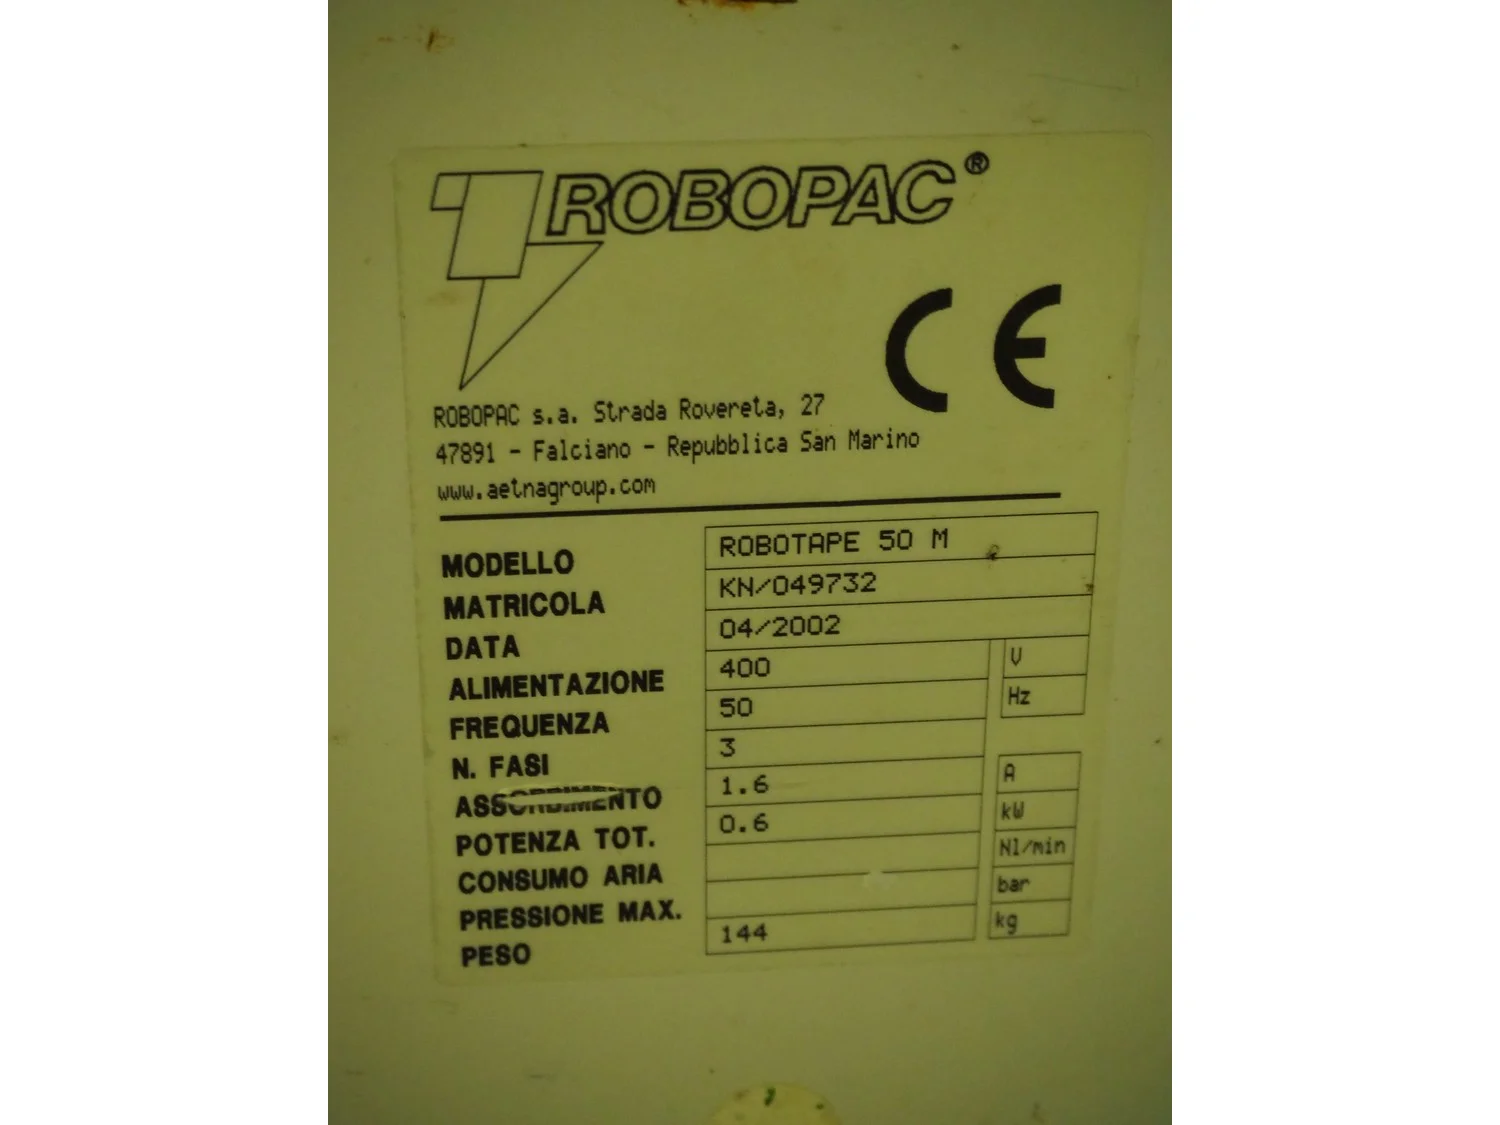 ROBOPAC®
CE
ROBOPAC s.a. Strada Rovereta, 27
47891 - Falciano - Repubblica San Marino
www.aetnagroup.com
MODELLO ROBOTAPE 50 M
MATRICOLA KN/049732
DATA 04/2002
ALIMENTAZIONE 400 V
FREQUENZA 50 Hz
N. FASI 3
ASSORBIMENTO 1.6 A
POTENZA TOT. 0.6 kW
CONSUMO ARIA Nl/min
PRESSIONE MAX. bar
PESO 144 kg